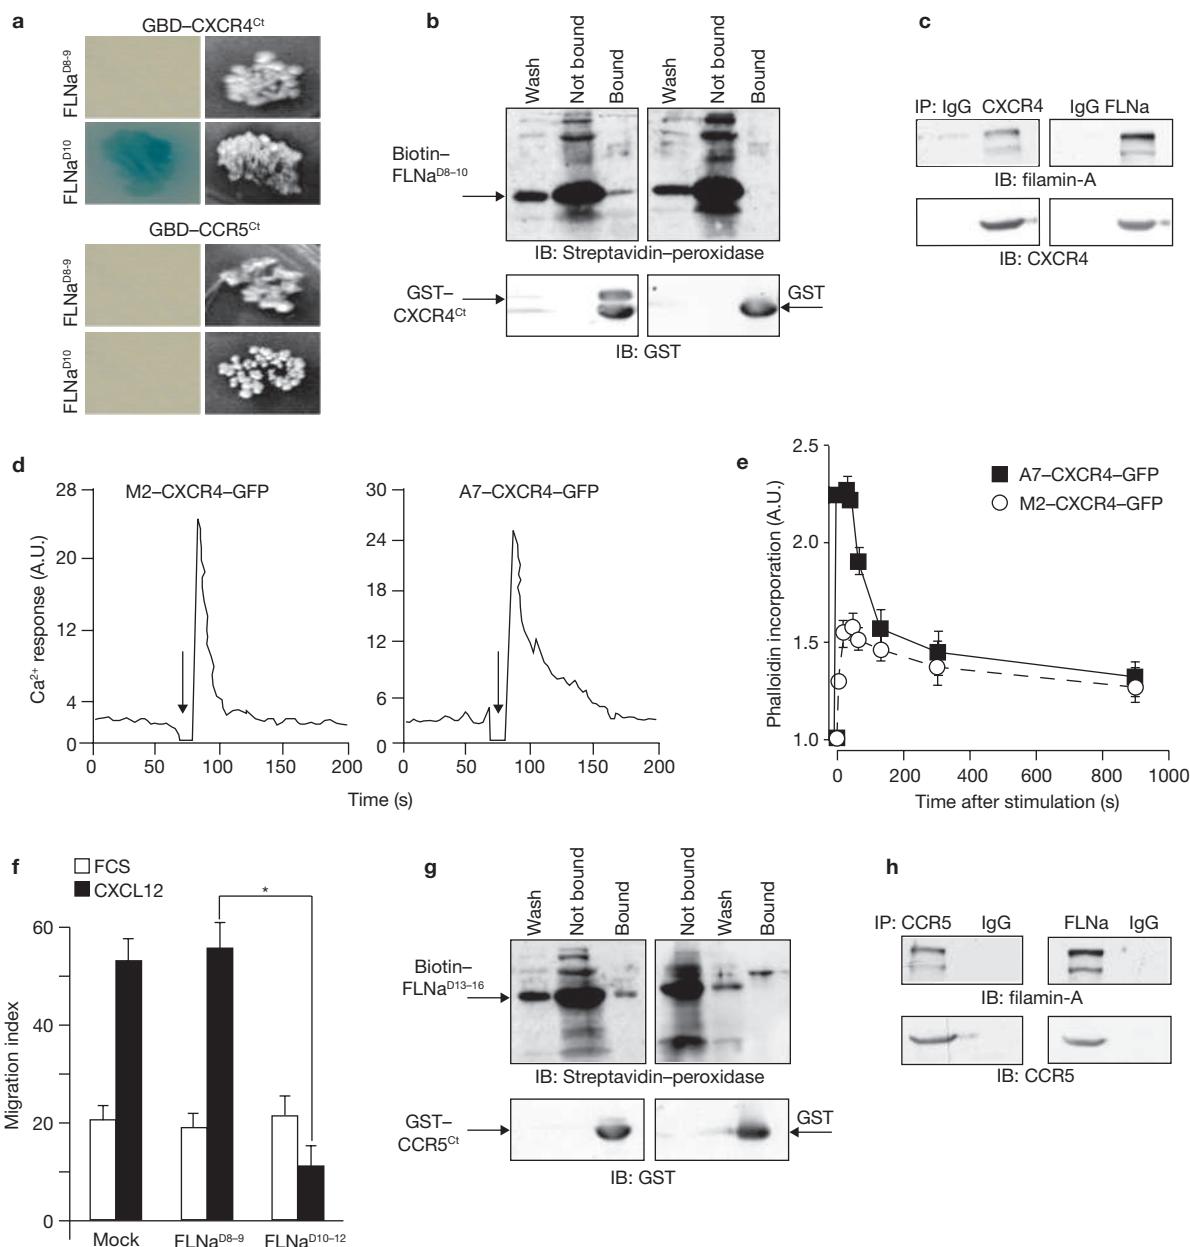 a
GBD–CXCR4Ct
FLNaD8–9
FLNaD10
GBD–CCR5Ct
FLNaD8–9
FLNaD10
b
Wash
Not bound
Bound
Wash
Not bound
Bound
Biotin–
FLNaD8–10
IB: Streptavidin–peroxidase
GST–
CXCR4Ct
GST
IB: GST
c
IP: IgG CXCR4 IgG FLNa
IB: filamin-A
IB: CXCR4
d
M2–CXCR4–GFP
A7–CXCR4–GFP
Ca2+ response (A.U.)
28
20
12
4
0
30
24
18
12
6
0
0 50 100 150 200
0 50 100 150 200
Time (s)
e
A7–CXCR4–GFP
M2–CXCR4–GFP
Phalloidin incorporation (A.U.)
2.5
2.0
1.5
1.0
0 200 400 600 800 1000
Time after stimulation (s)
f
FCS
CXCL12
*
Migration index
60
40
20
0
Mock FLNaD8–9 FLNaD10–12
g
Wash
Not bound
Bound
Not bound
Wash
Bound
Biotin–
FLNaD13–16
IB: Streptavidin–peroxidase
GST–
CCR5Ct
GST
IB: GST
h
IP: CCR5 IgG FLNa IgG
IB: filamin-A
IB: CCR5